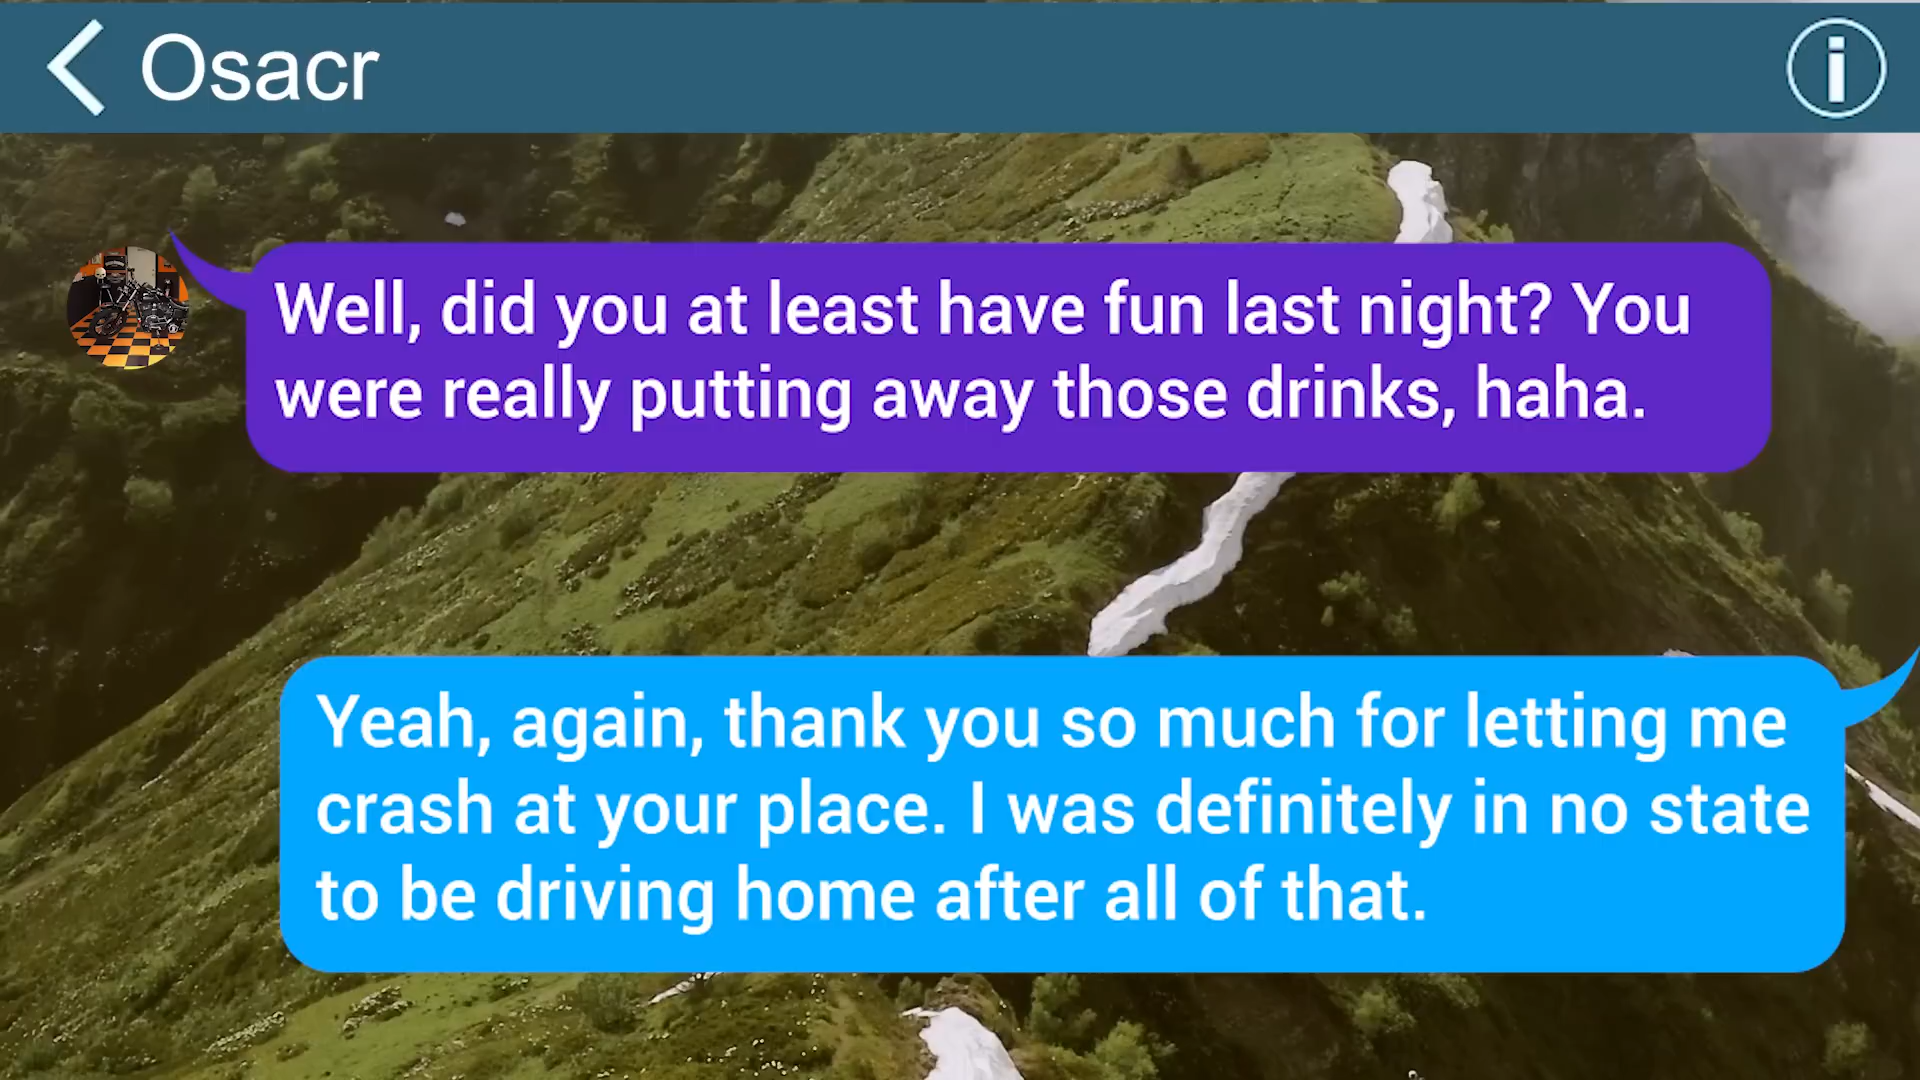 Osacr
Well, did you at least have fun last night? You
were really putting away those drinks, haha.
Yeah, again, thank you so much for letting me
crash at your place. I was definitely in no state
to be driving home after all of that.